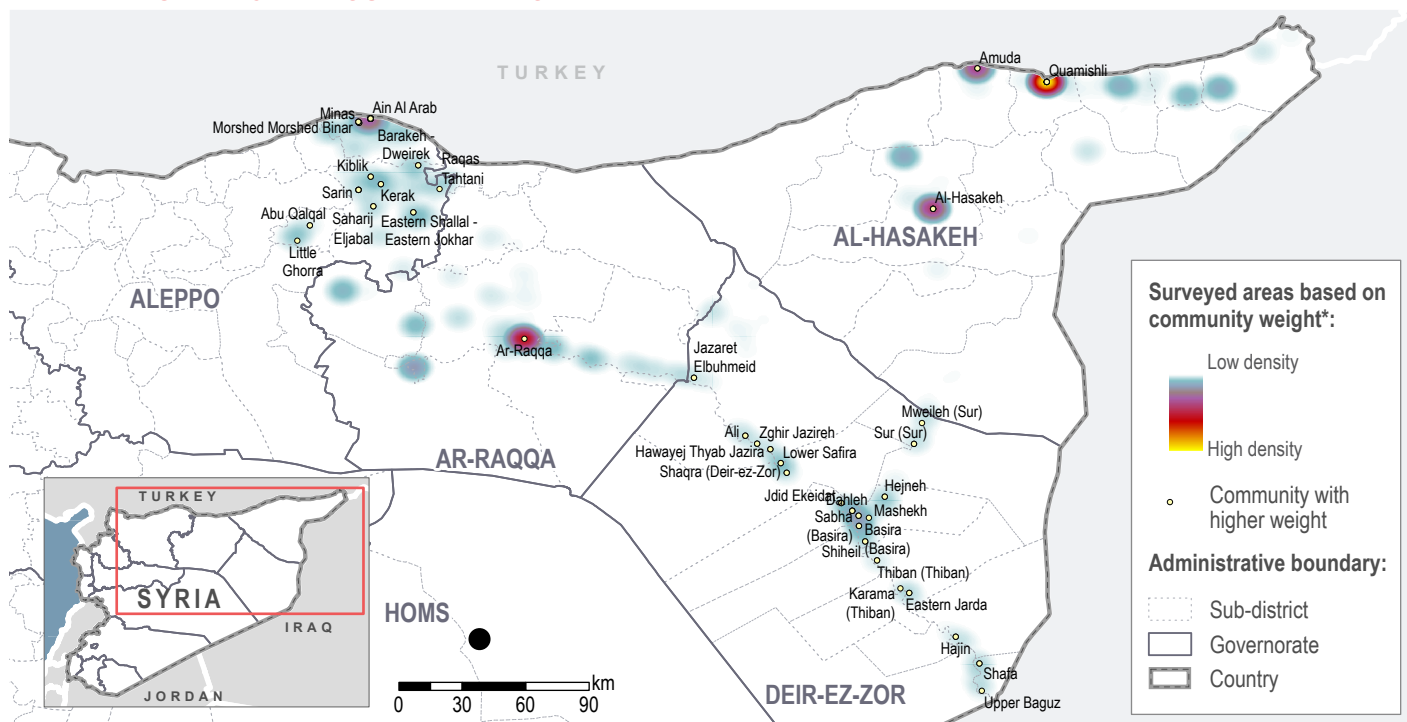 TURKEY
Amuda
Quamishli
Minas
Ain Al Arab
Morshed Morshed Binar
Barakeh -
Dweirek
Raqas
Tahtani
Kiblik
Sarin
Kerak
Abu Qalqal
Saharij
Eljabal
Eastern Shallal -
Eastern Jokhar
Little
Ghorra
Al-Hasakeh
AL-HASAKEH
ALEPPO
Ar-Raqqa
Jazaret
Elbuhmeid
AR-RAQQA
Mweileh (Sur)
Sur (Sur)
Ali
Zghir Jazireh
Hawayej Thyab Jazira
Lower Safira
Shaqra (Deir-ez-Zor)
Jdid Ekeidat
Dahleh
Hejneh
Mashekh
Sabha
(Basira)
Basira
(Basira)
Shiheil
Thiban (Thiban)
Karama
(Thiban)
Eastern Jarda
Hajin
Shafa
Upper Baguz
DEIR-EZ-ZOR
HOMS
km
0 30 60 90
TURKEY
SYRIA
IRAQ
JORDAN
Surveyed areas based on
community weight*:
Low density
High density
Community with
higher weight
Administrative boundary:
Sub-district
Governorate
Country